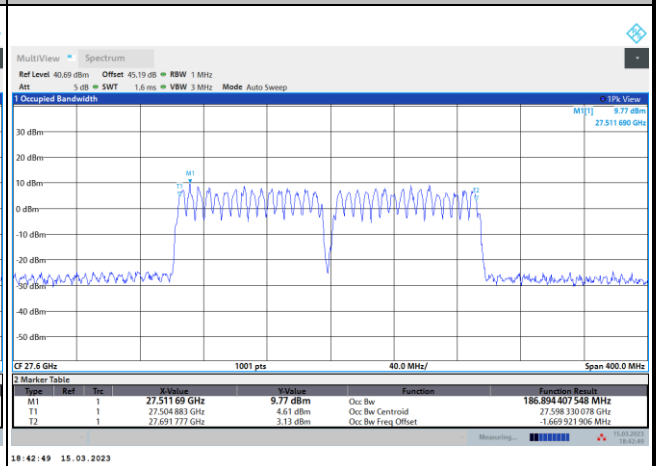 MultiView Spectrum
Ref Level 40.69 dBm Offset 45.19 dB RBW 1 MHz
Att 5 dB SWT 1.6 ms VBW 3 MHz Mode Auto Sweep
1 Occupied Bandwidth 1Pk View
M1[1] 9.77 dBm
27.511 690 GHz
30 dBm
20 dBm
M1
T1
T2
10 dBm
0 dBm
-10 dBm
-20 dBm
-30 dBm
-40 dBm
-50 dBm
CF 27.6 GHz 1001 pts 40.0 MHz/ Span 400.0 MHz
2 Marker Table
Type Ref Trc X-Value Y-Value Function Function Result
M1 1 27.511 69 GHz 9.77 dBm Occ Bw 186.894 407 548 MHz
T1 1 27.504 883 GHz 4.61 dBm Occ Bw Centroid 27.598 330 078 GHz
T2 1 27.691 777 GHz 3.13 dBm Occ Bw Freq Offset -1.669 921 906 MHz
Measuring... 15.03.2023
18:42:49
18:42:49 15.03.2023